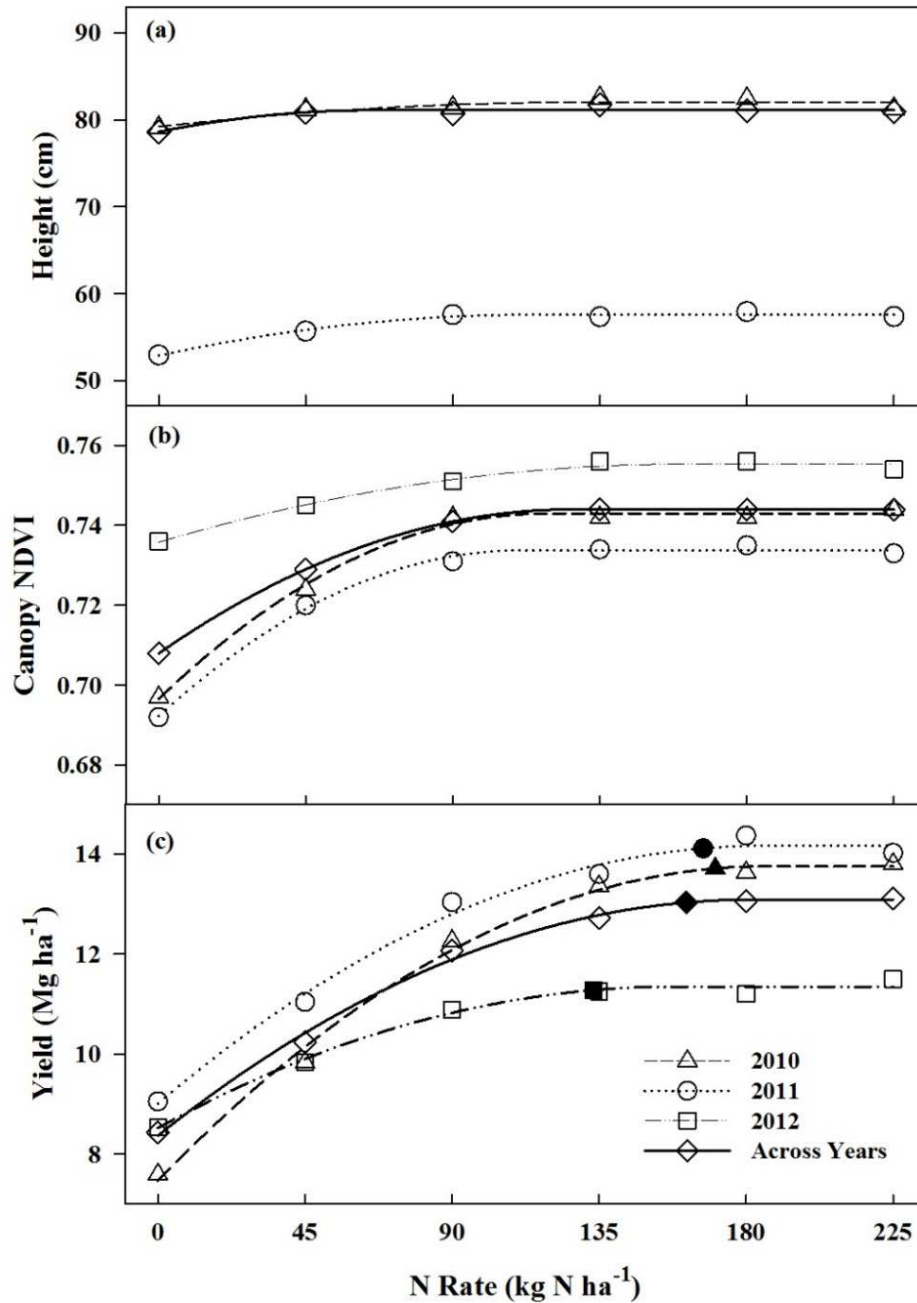 (a)
90
80
70
60
50
Height (cm)
(b)
0.76
0.74
0.72
0.70
0.68
Canopy NDVI
(c)
14
12
10
8
Yield (Mg ha⁻¹)
2010
2011
2012
Across Years
0 45 90 135 180 225
N Rate (kg N ha⁻¹)